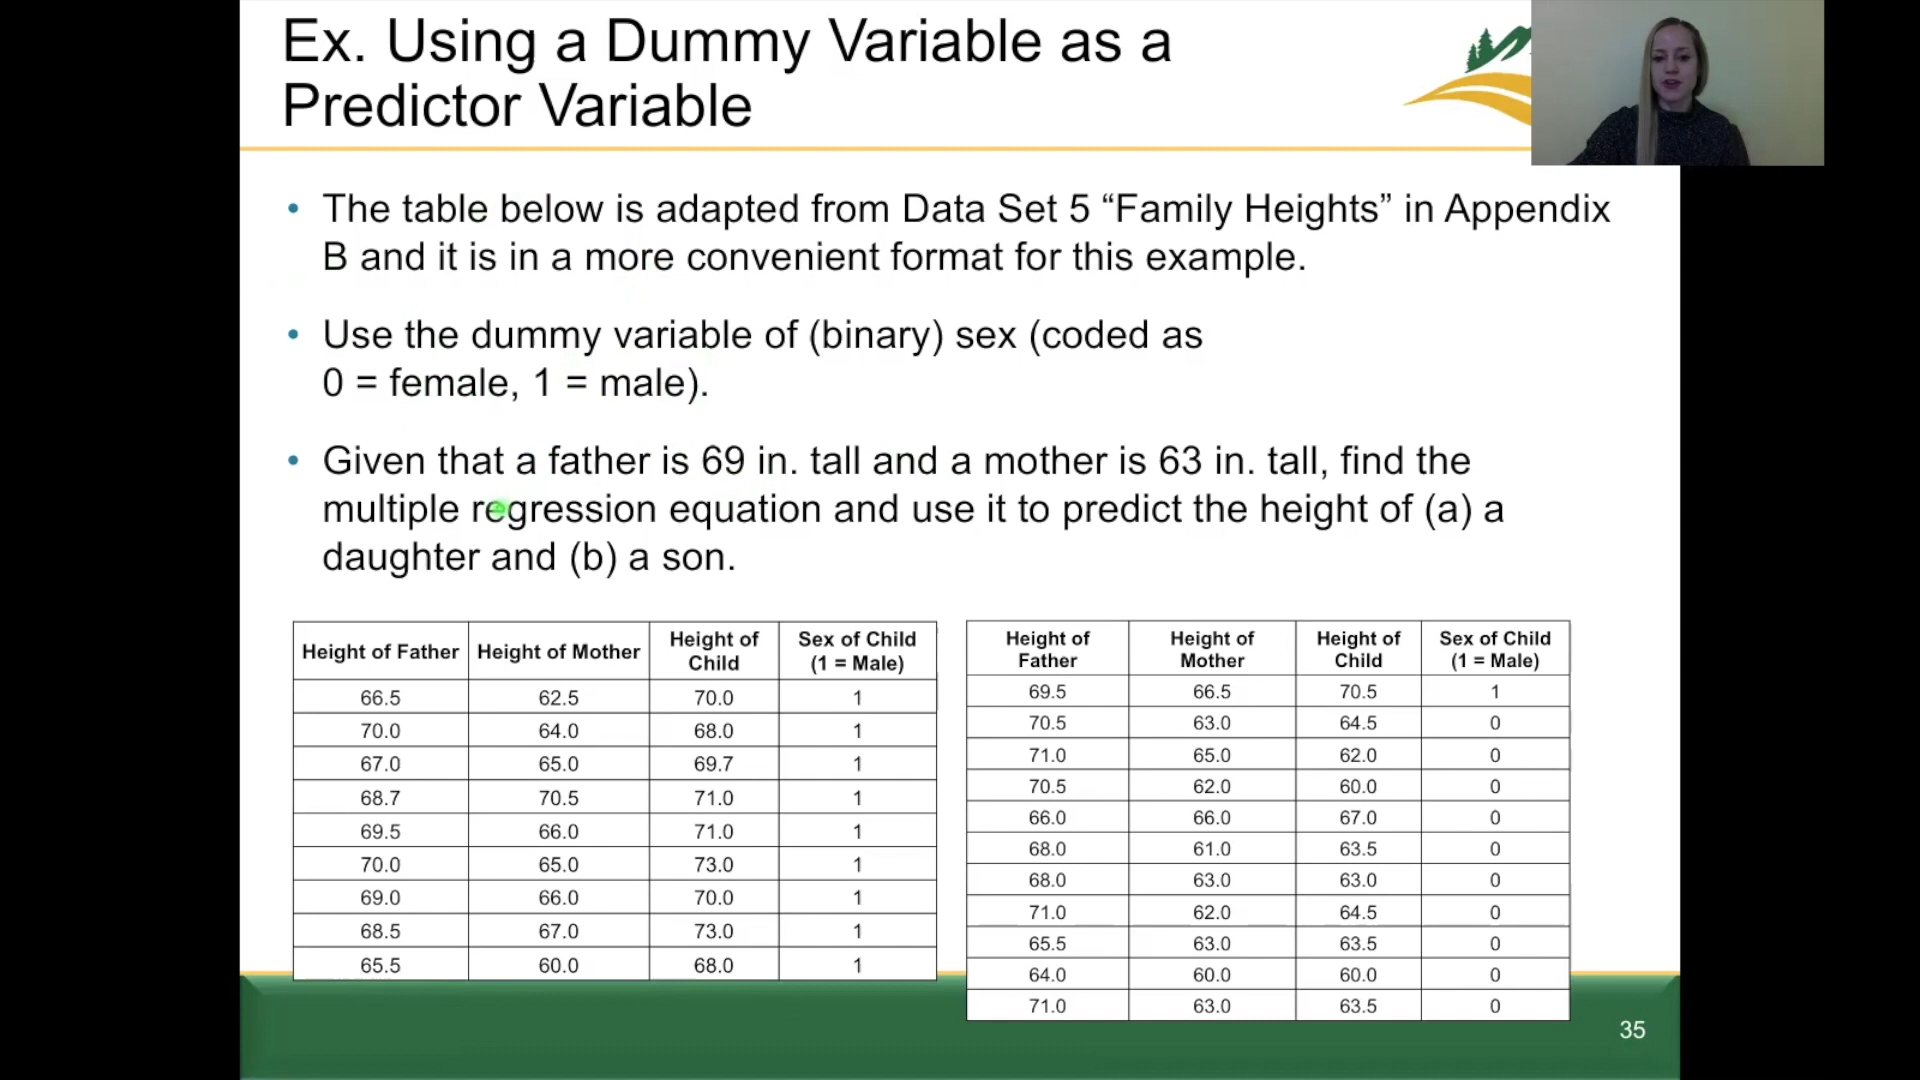 Ex. Using a Dummy Variable as a
Predictor Variable
• The table below is adapted from Data Set 5 “Family Heights” in Appendix
B and it is in a more convenient format for this example.
• Use the dummy variable of (binary) sex (coded as
0 = female, 1 = male).
• Given that a father is 69 in. tall and a mother is 63 in. tall, find the
multiple regression equation and use it to predict the height of (a) a
daughter and (b) a son.
Height of Father Height of Mother Height of Child Sex of Child (1 = Male)
66.5 62.5 70.0 1
70.0 64.0 68.0 1
67.0 65.0 69.7 1
68.7 70.5 71.0 1
69.5 66.0 71.0 1
70.0 65.0 73.0 1
69.0 66.0 70.0 1
68.5 67.0 73.0 1
65.5 60.0 68.0 1
Height of Father Height of Mother Height of Child Sex of Child (1 = Male)
69.5 66.5 70.5 1
70.5 63.0 64.5 0
71.0 65.0 62.0 0
70.5 62.0 60.0 0
66.0 66.0 67.0 0
68.0 61.0 63.5 0
68.0 63.0 63.0 0
71.0 62.0 64.5 0
65.5 63.0 63.5 0
64.0 60.0 60.0 0
71.0 63.0 63.5 0
35